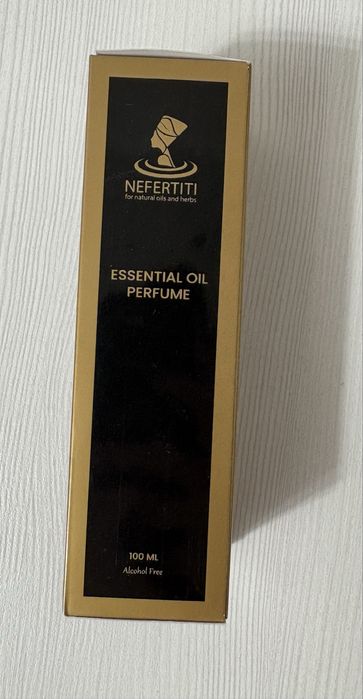 NEFERTITI
for natural oils and herbs
ESSENTIAL OIL
PERFUME
100 ML
Alcohol Free